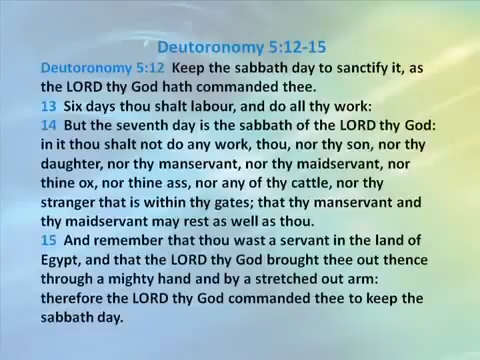 Deutoronomy 5:12-15
Deutoronomy 5:12 Keep the sabbath day to sanctify it, as
the LORD thy God hath commanded thee.
13 Six days thou shalt labour, and do all thy work:
14 But the seventh day is the sabbath of the LORD thy God:
in it thou shalt not do any work, thou, nor thy son, nor thy
daughter, nor thy manservant, nor thy maidservant, nor
thine ox, nor thine ass, nor any of thy cattle, nor thy
stranger that is within thy gates; that thy manservant and
thy maidservant may rest as well as thou.
15 And remember that thou wast a servant in the land of
Egypt, and that the LORD thy God brought thee out thence
through a mighty hand and by a stretched out arm:
therefore the LORD thy God commanded thee to keep the
sabbath day.